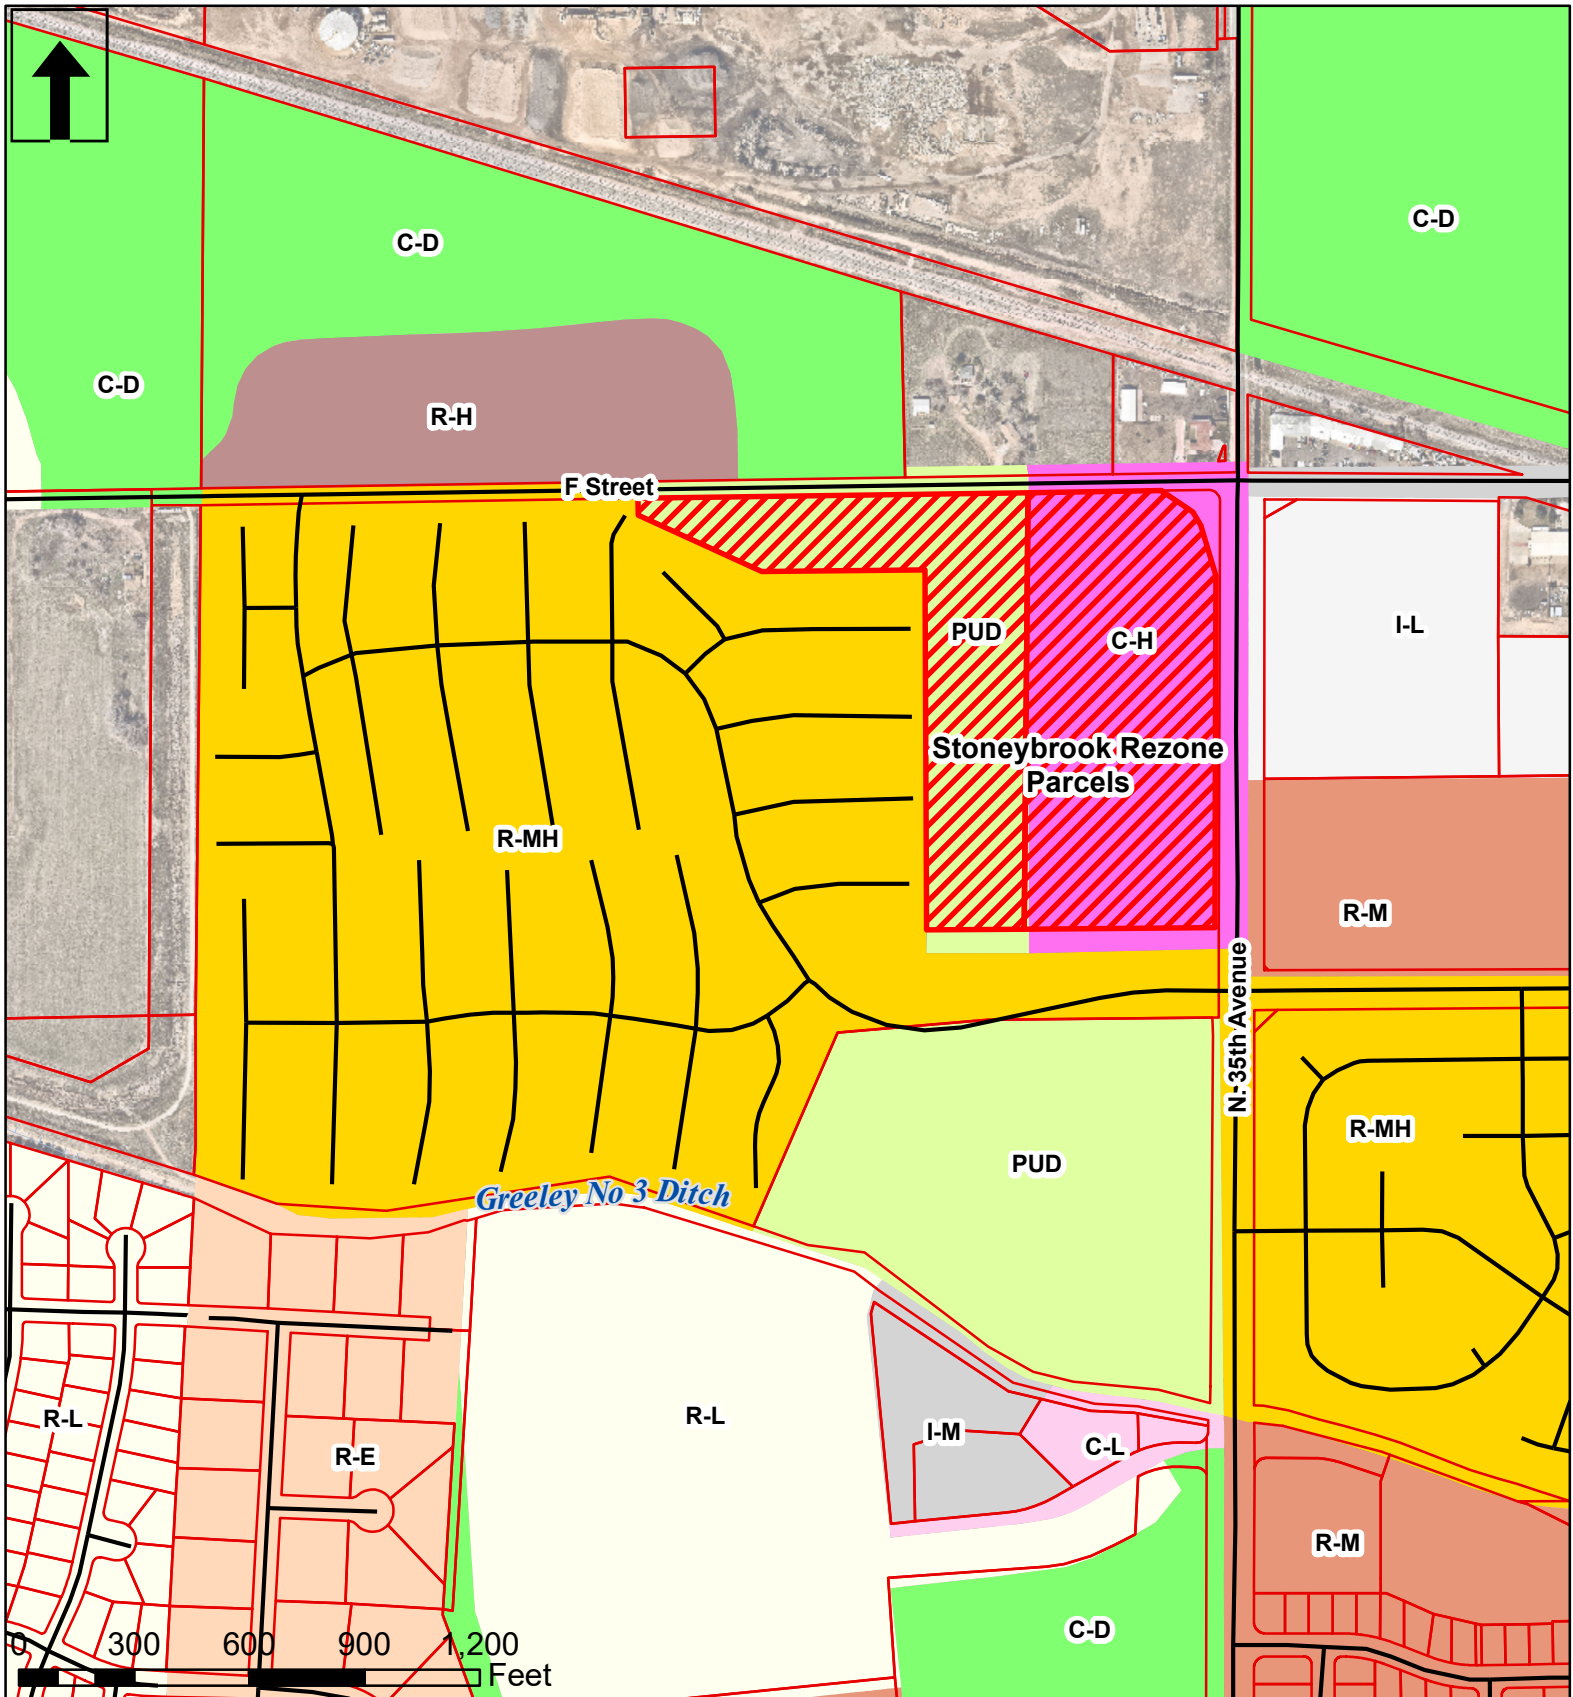 C-D
C-D
C-D
R-H
F Street
PUD
C-H
I-L
Stoneybrook Rezone
Parcels
R-MH
R-M
N. 35th Avenue
R-MH
PUD
Greeley No 3 Ditch
R-L
R-L
I-M
C-L
R-E
R-M
C-D
0 300 600 900 1,200
Feet